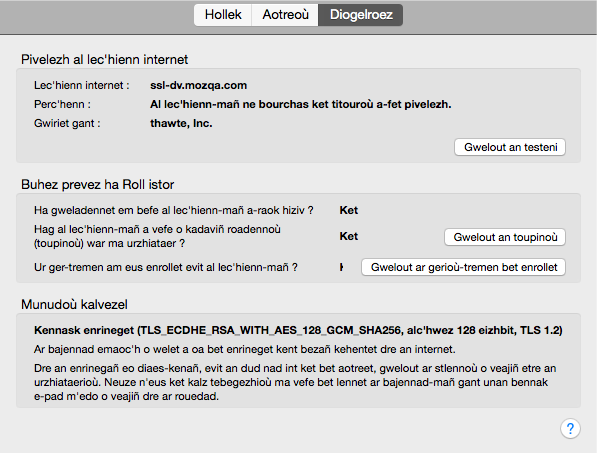 Hollek Aotreoù Diogelroez
Pivelezh al lec'hienn internet
Lec'hienn internet : ssl-dv.mozqa.com
Perc'henn : Al lec'hienn-mañ ne bourchas ket titouroù a-fet pivelezh.
Gwiriet gant : thawte, Inc.
Gwelout an testeni
Buhez prevez ha Roll istor
Ha gweladennet em befe al lec'hienn-mañ a-raok hiziv ? Ket
Hag al lec'hienn-mañ a vefe o kadaviñ roadennoù
(toupinoù) war ma urzhiataer ? Ket Gwelout an toupinoù
Ur ger-tremen am eus enrollet evit al lec'hienn-mañ ? Gwelout ar gerioù-tremen bet enrollet
Munudoù kalvezel
Kennask enrineget (TLS_ECDHE_RSA_WITH_AES_128_GCM_SHA256, alc'hwez 128 eizhbit, TLS 1.2)
Ar bajennad emaoc'h o welet a oa bet enrineget kent bezañ kehentet dre an internet.
Dre an enrinegañ eo diaes-kenañ, evit an dud nad int ket bet aotreet, gwelout ar stlennoù o veajiñ etre an
urzhiataerioù. Neuze n'eus ket kalz tebegezhioù ma vefe bet lennet ar bajennad-mañ gant unan bennak
e-pad m'edo o veajiñ dre ar rouedad.
?